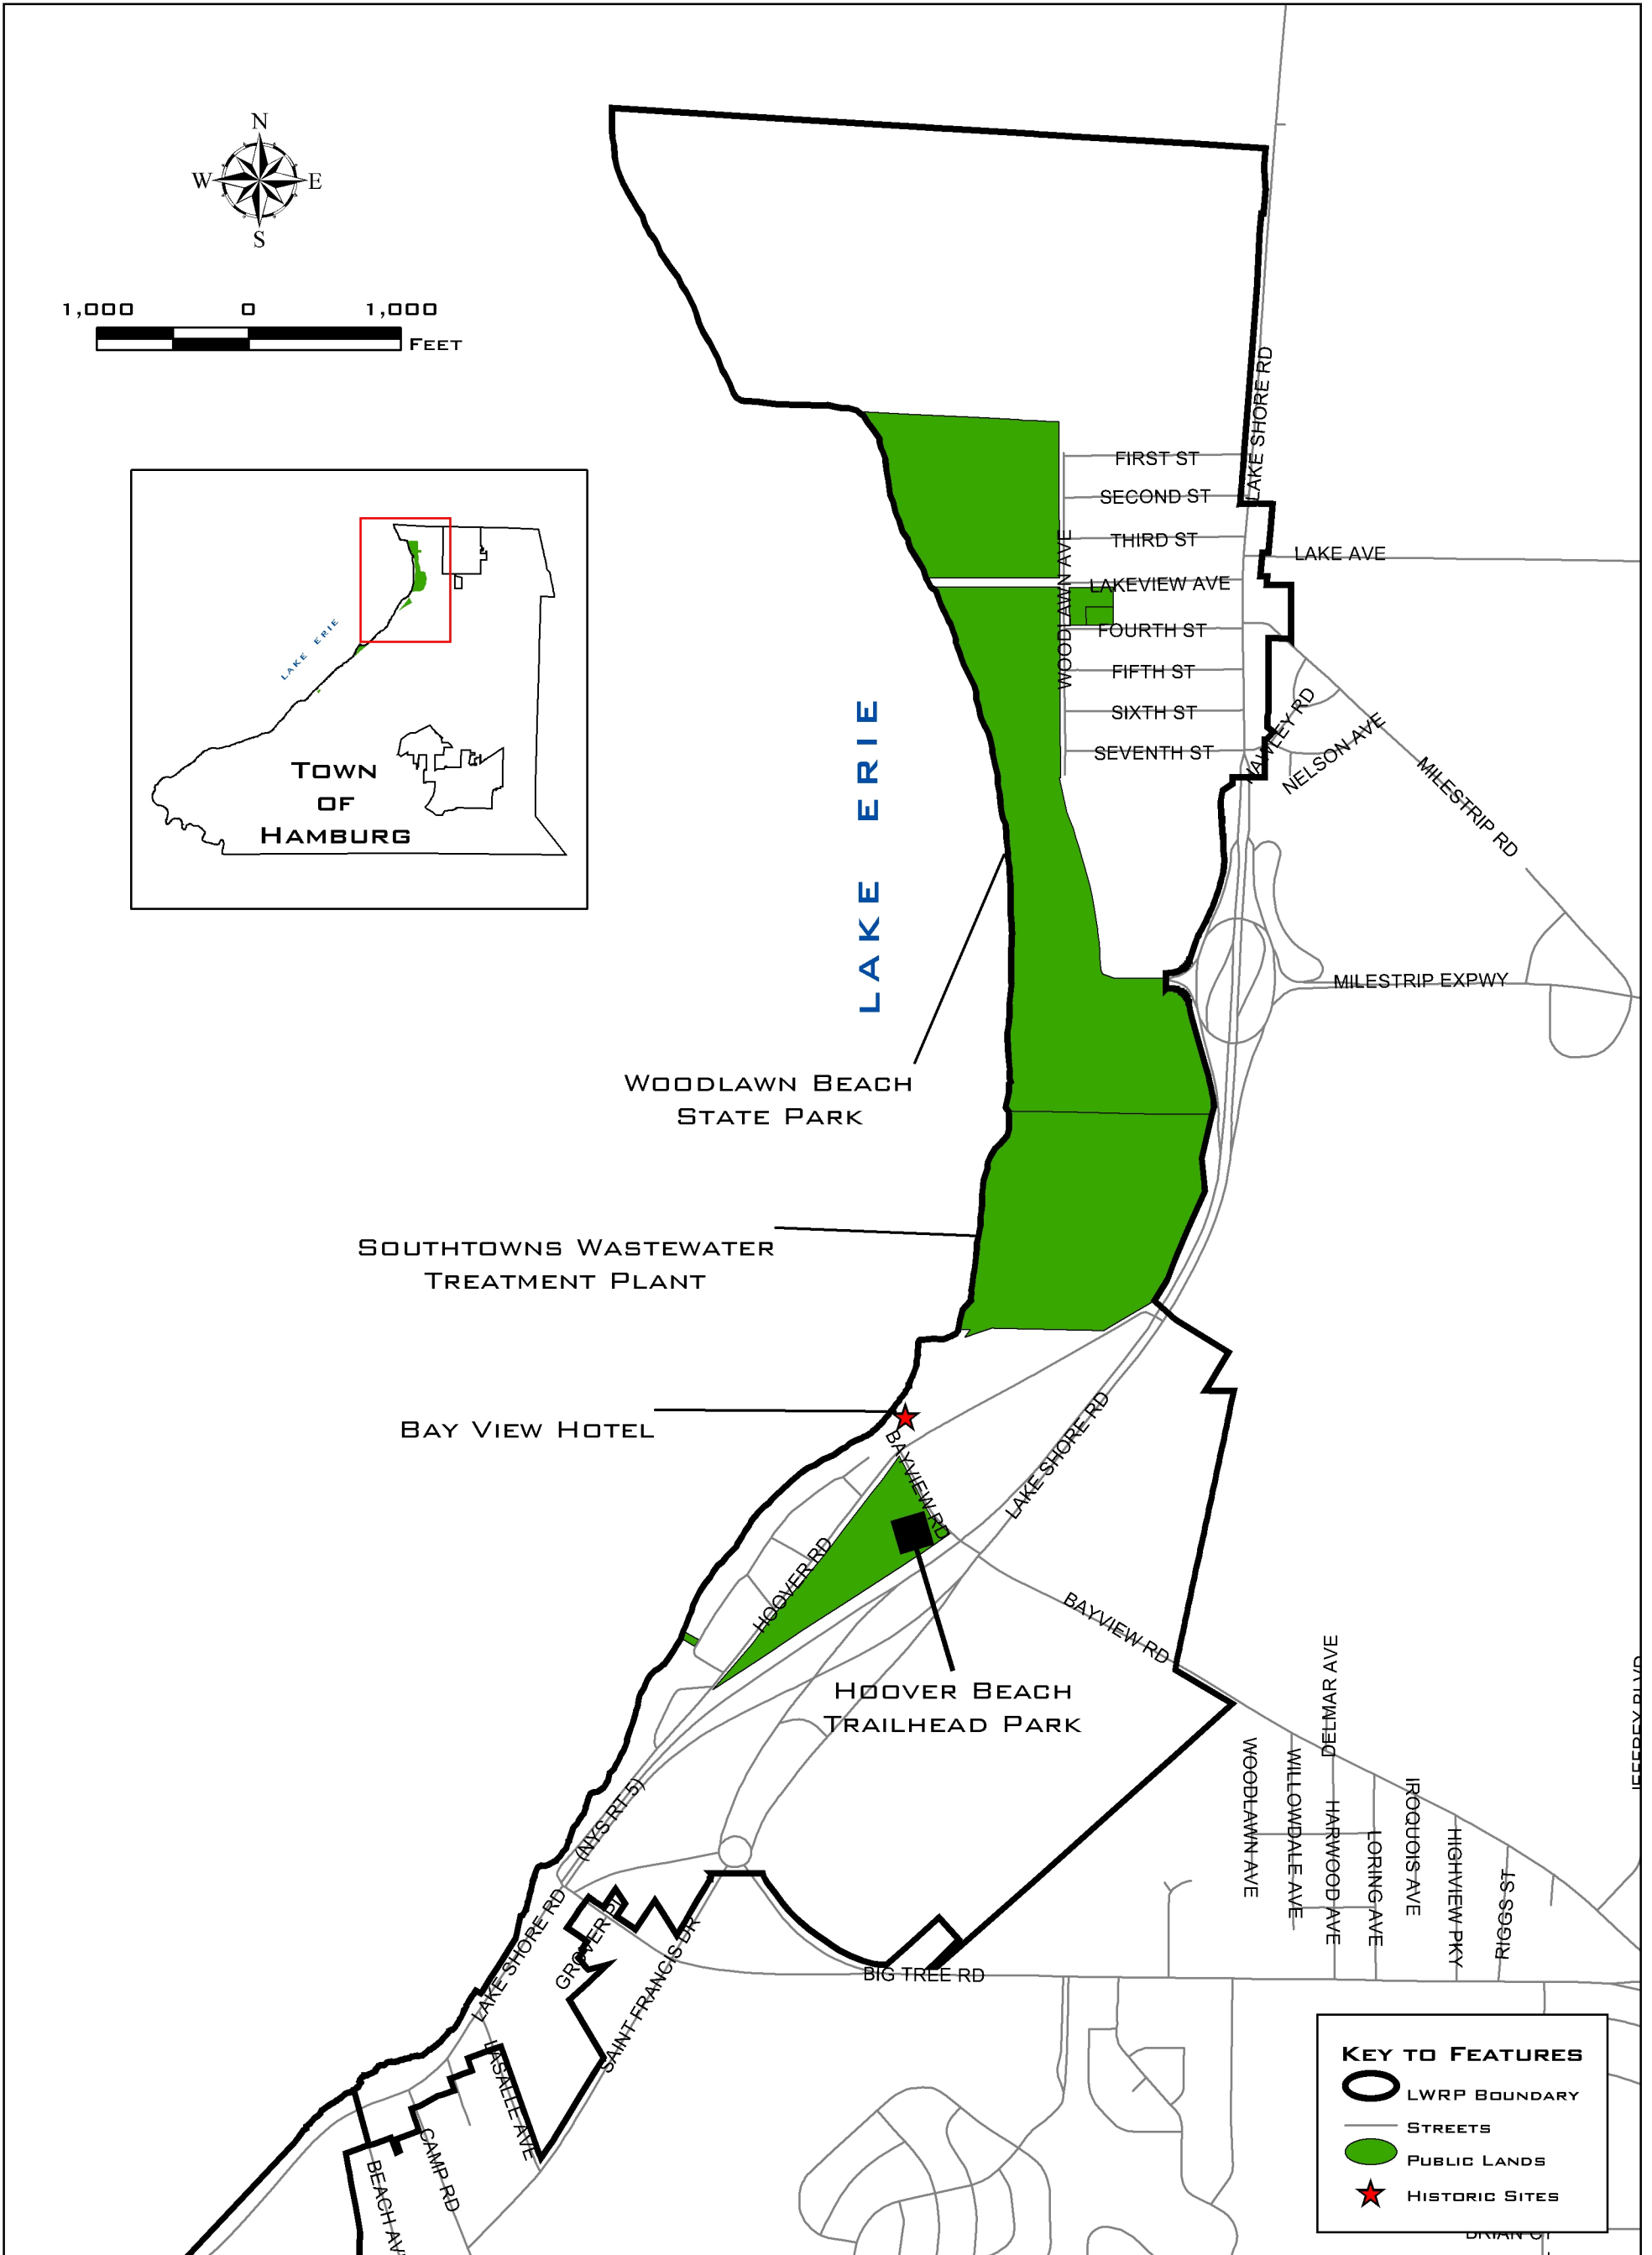 N
W E
S
1,000 0 1,000
FEET
LAKE ERIE
TOWN
OF
HAMBURG
LAKE ERIE
LAKE SHORE RD
FIRST ST
SECOND ST
THIRD ST
LAKE AVE
LAKEVIEW AVE
WOODLAWN AVE
FOURTH ST
FIFTH ST
SIXTH ST
SEVENTH ST
NELSON AVE
MILESTRIP RD
MILESTRIP EXPWY
WOODLAWN BEACH
STATE PARK
SOUTHTOWNS WASTEWATER
TREATMENT PLANT
BAY VIEW HOTEL
BAYVIEW RD
LAKE SHORE RD
HOOVER RD
BAYVIEW RD
HOOVER BEACH
TRAILHEAD PARK
DELMAR AVE
WOODLAWN AVE
WILLOWDALE AVE
HARWOOD AVE
LORING AVE
IROQUOIS AVE
HIGHVIEW PKY
RIGGS ST
(NYS RT 5)
LAKE SHORE RD
SAINT FRANCIS DR
BIG TREE RD
LASALLE AVE
CAMP RD
BEACH
KEY TO FEATURES
LWRP BOUNDARY
STREETS
PUBLIC LANDS
HISTORIC SITES